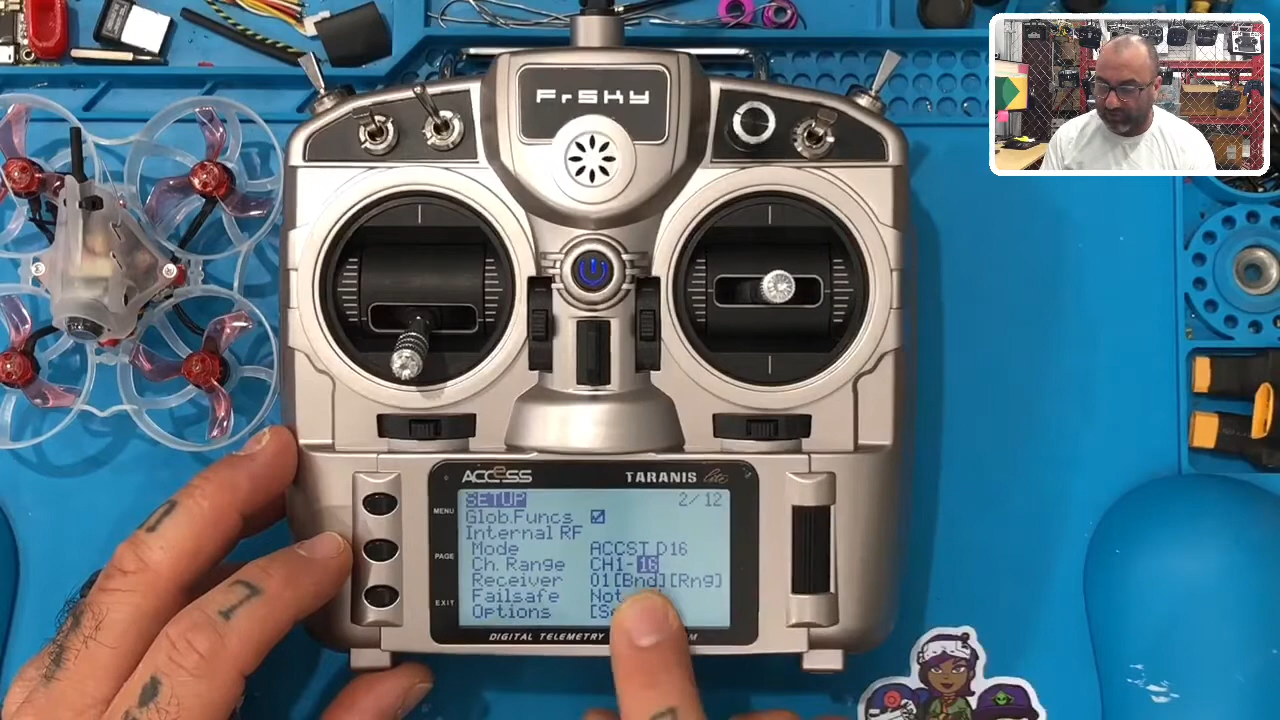 FrSKY
ACCESS TARANIS Lite
MENU
PAGE
EXIT
SETUP 2/12
Glob.Funcs
Internal RF
Mode ACCST D16
Ch. Range CH1-16
Receiver 01[Bnd][Rng]
Failsafe Not
Options
DIGITAL TELEMETRY